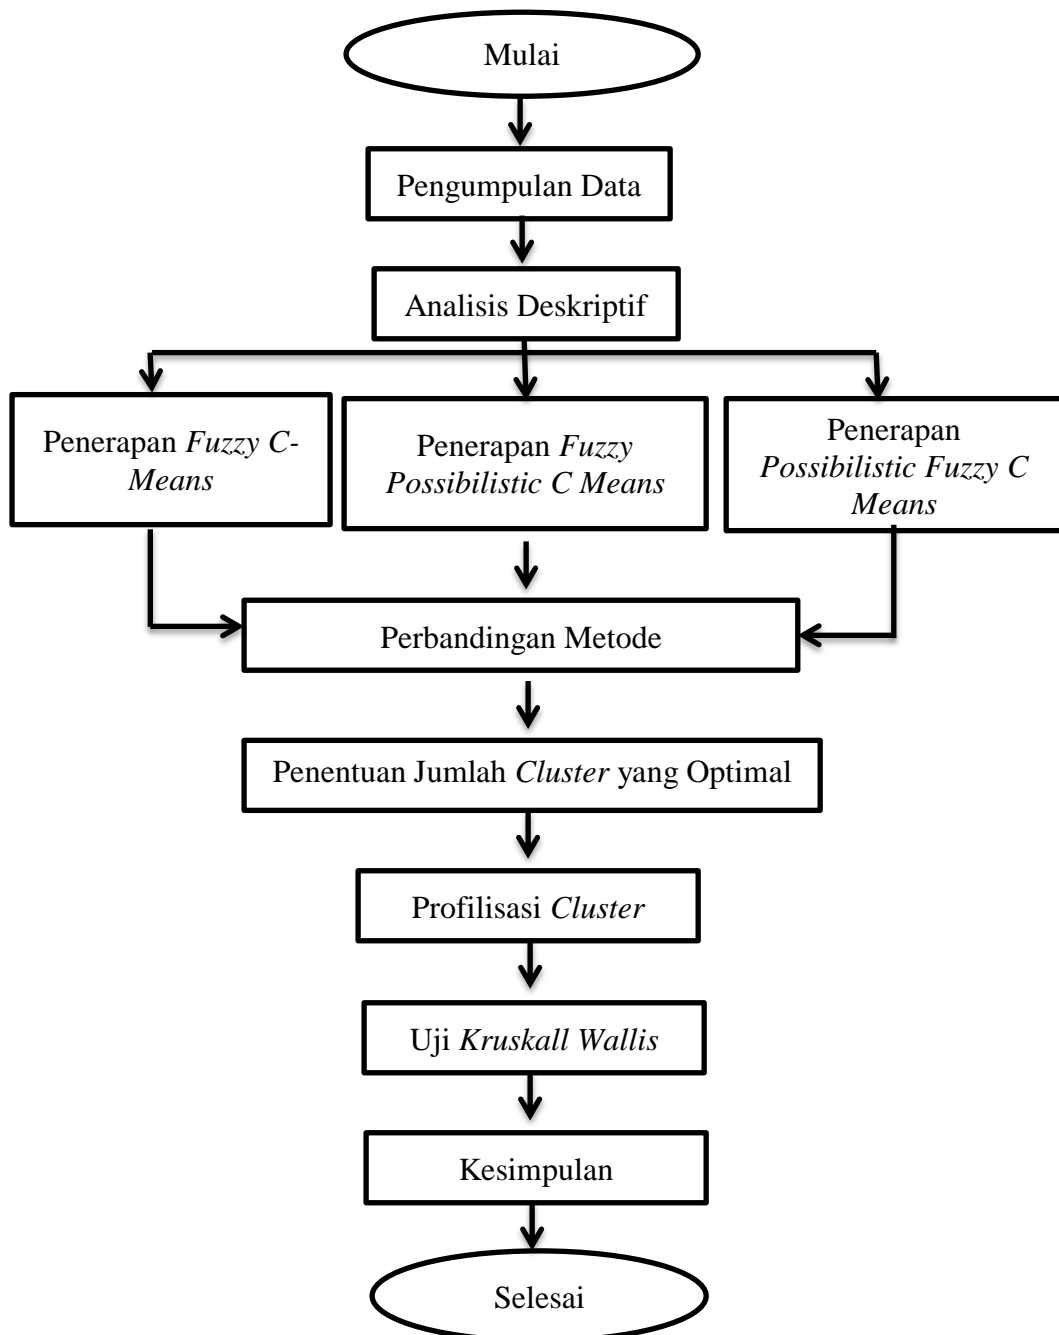 Mulai
Pengumpulan Data
Analisis Deskriptif
Penerapan Fuzzy C-
Means
Penerapan Fuzzy
Possibilistic C Means
Penerapan
Possibilistic Fuzzy C
Means
Perbandingan Metode
Penentuan Jumlah Cluster yang Optimal
Profilisasi Cluster
Uji Kruskall Wallis
Kesimpulan
Selesai